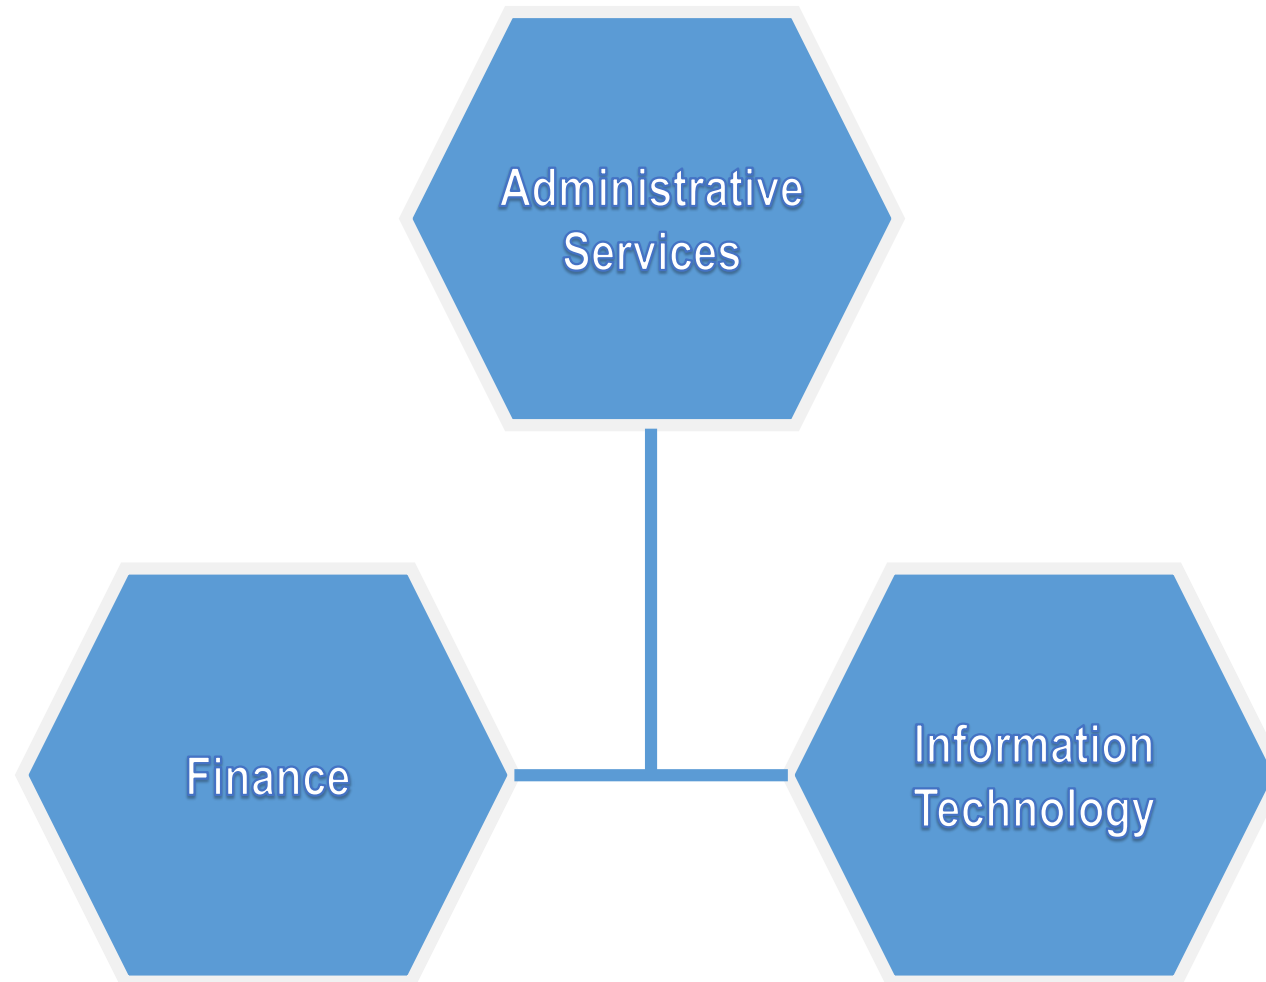 Administrative
Services
Finance
Information
Technology